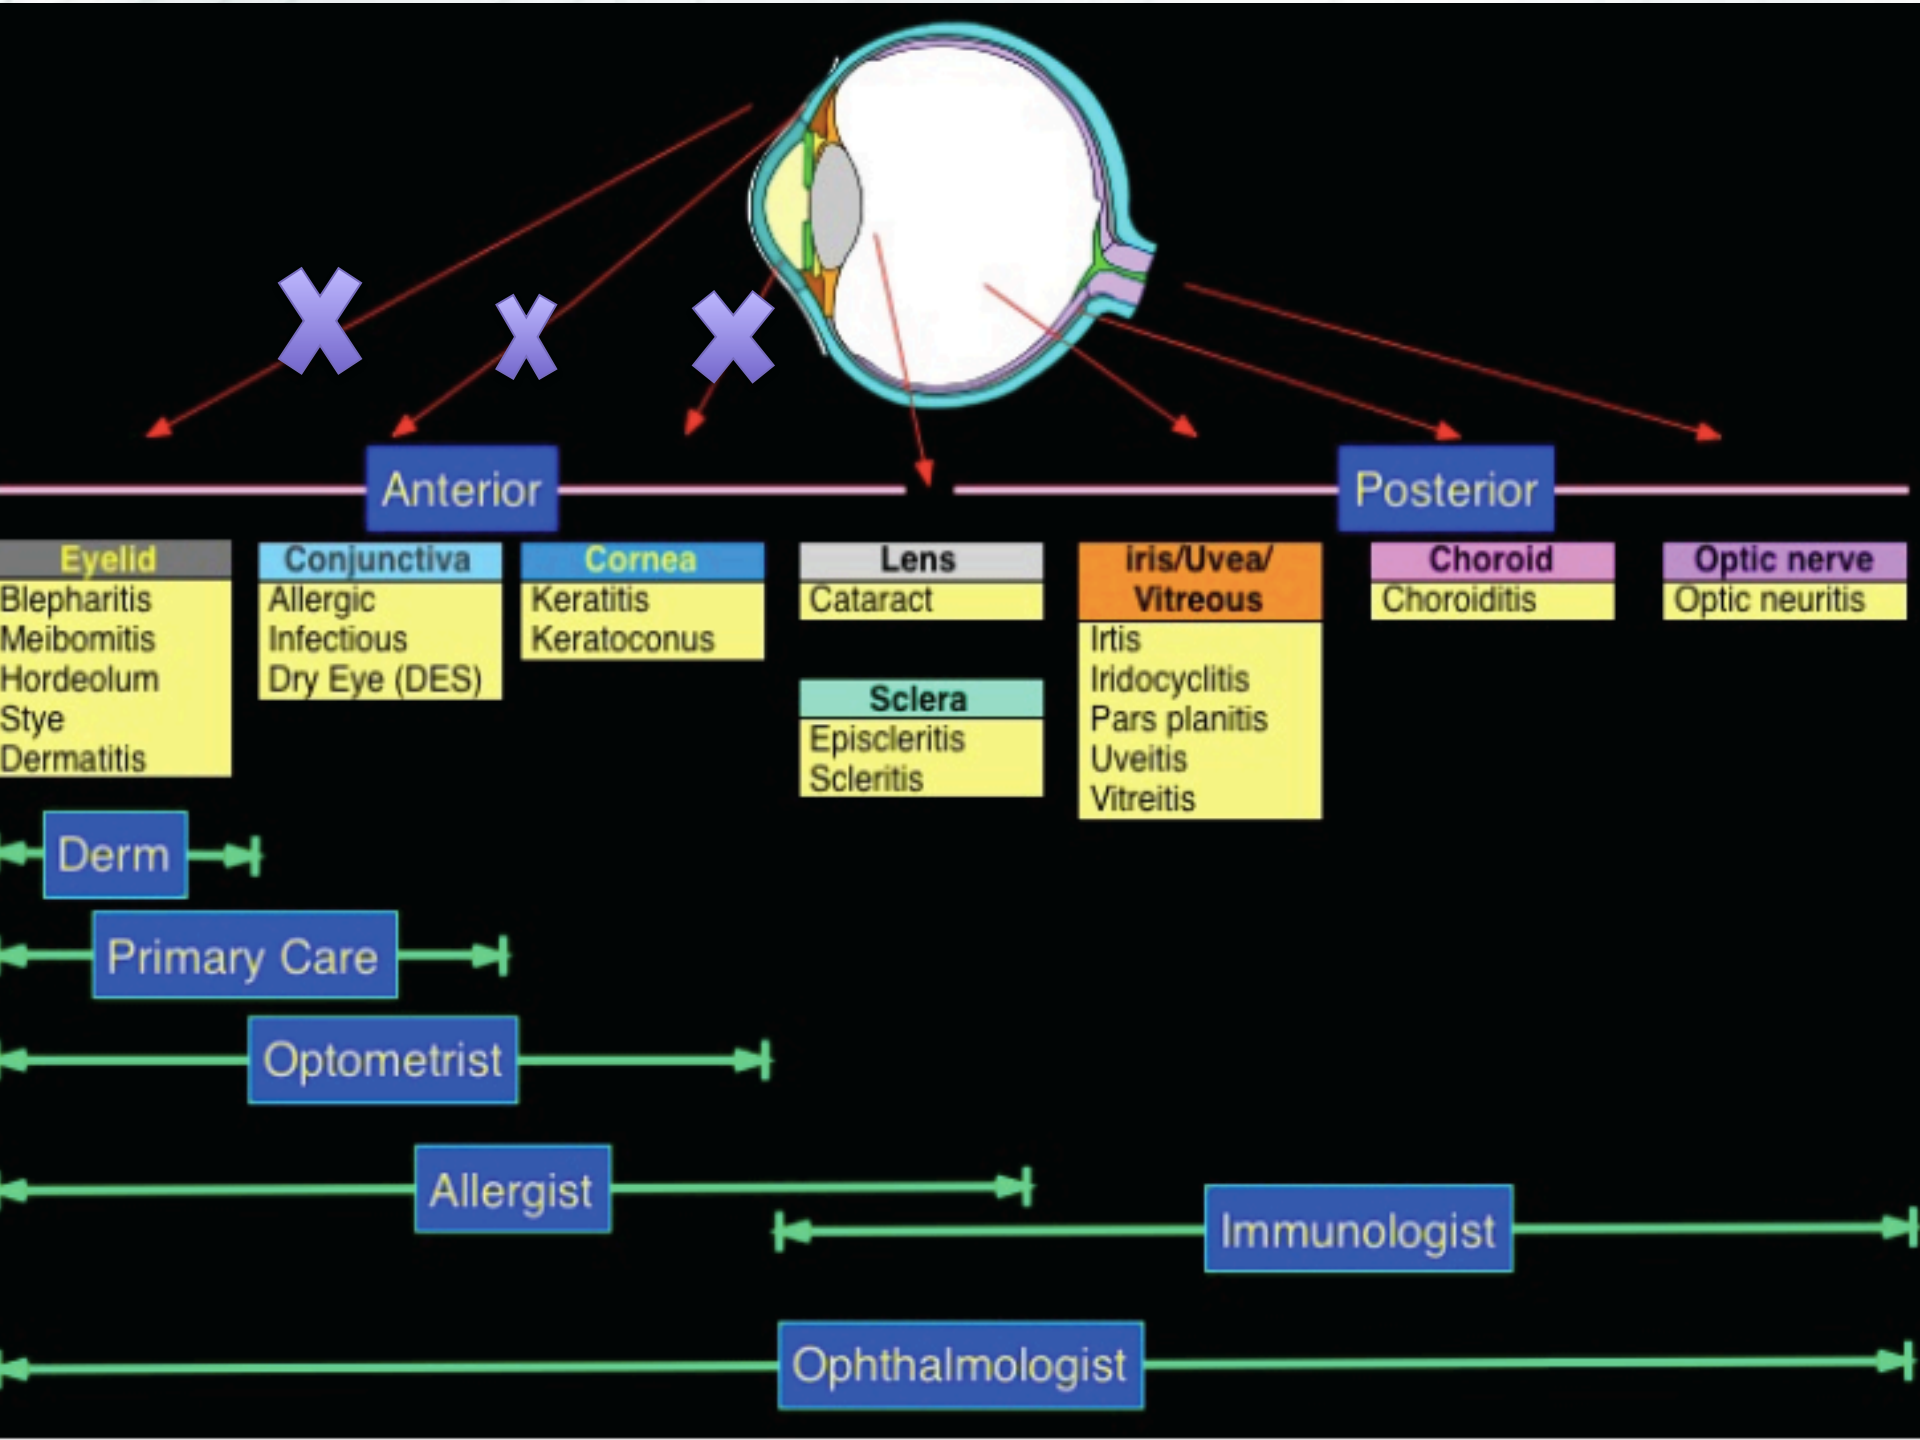 Anterior
Posterior
Eyelid
Blepharitis
Meibomitis
Hordeolum
Stye
Dermatitis
Conjunctiva
Allergic
Infectious
Dry Eye (DES)
Cornea
Keratitis
Keratoconus
Lens
Cataract
Sclera
Episcleritis
Scleritis
iris/Uvea/
Vitreous
Irtis
Iridocyclitis
Pars planitis
Uveitis
Vitreitis
Choroid
Choroiditis
Optic nerve
Optic neuritis
Derm
Primary Care
Optometrist
Allergist
Immunologist
Ophthalmologist